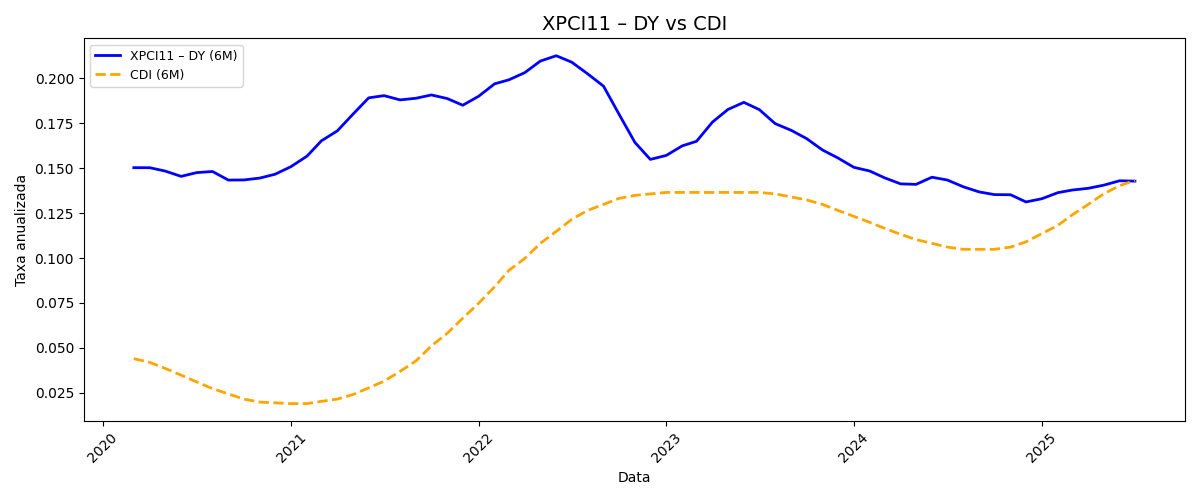 XPCI11 – DY vs CDI
XPCI11 – DY (6M)
CDI (6M)
Taxa anualizada
0.200
0.175
0.150
0.125
0.100
0.075
0.050
0.025
2020
2021
2022
2023
2024
2025
Data